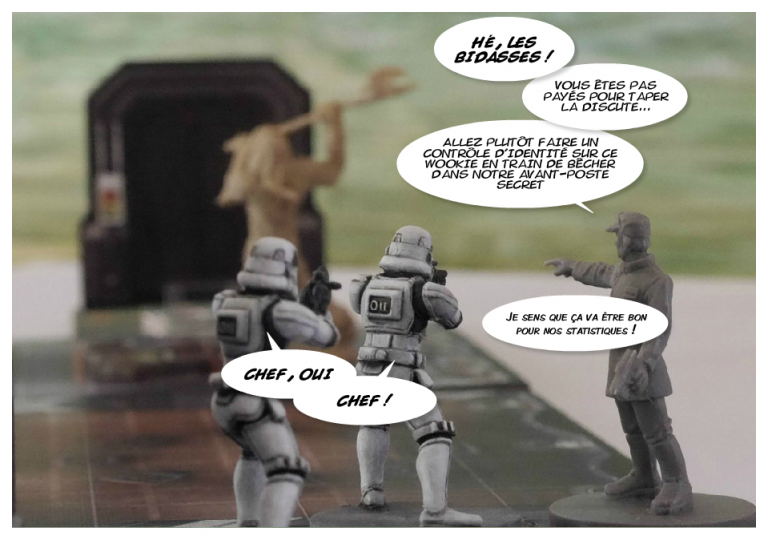 HÉ, LES
BIDASSES !
VOUS ÊTES PAS
PAYÉS POUR TAPER
LA DISCUTE...
ALLEZ PLUTÔT FAIRE UN
CONTRÔLE D'IDENTITÉ SUR CE
WOOKIE EN TRAIN DE BÊCHER
DANS NOTRE AVANT-POSTE
SECRET
JE SENS QUE ÇA VA ÊTRE BON
POUR NOS STATISTIQUES !
CHEF, OUI
CHEF !